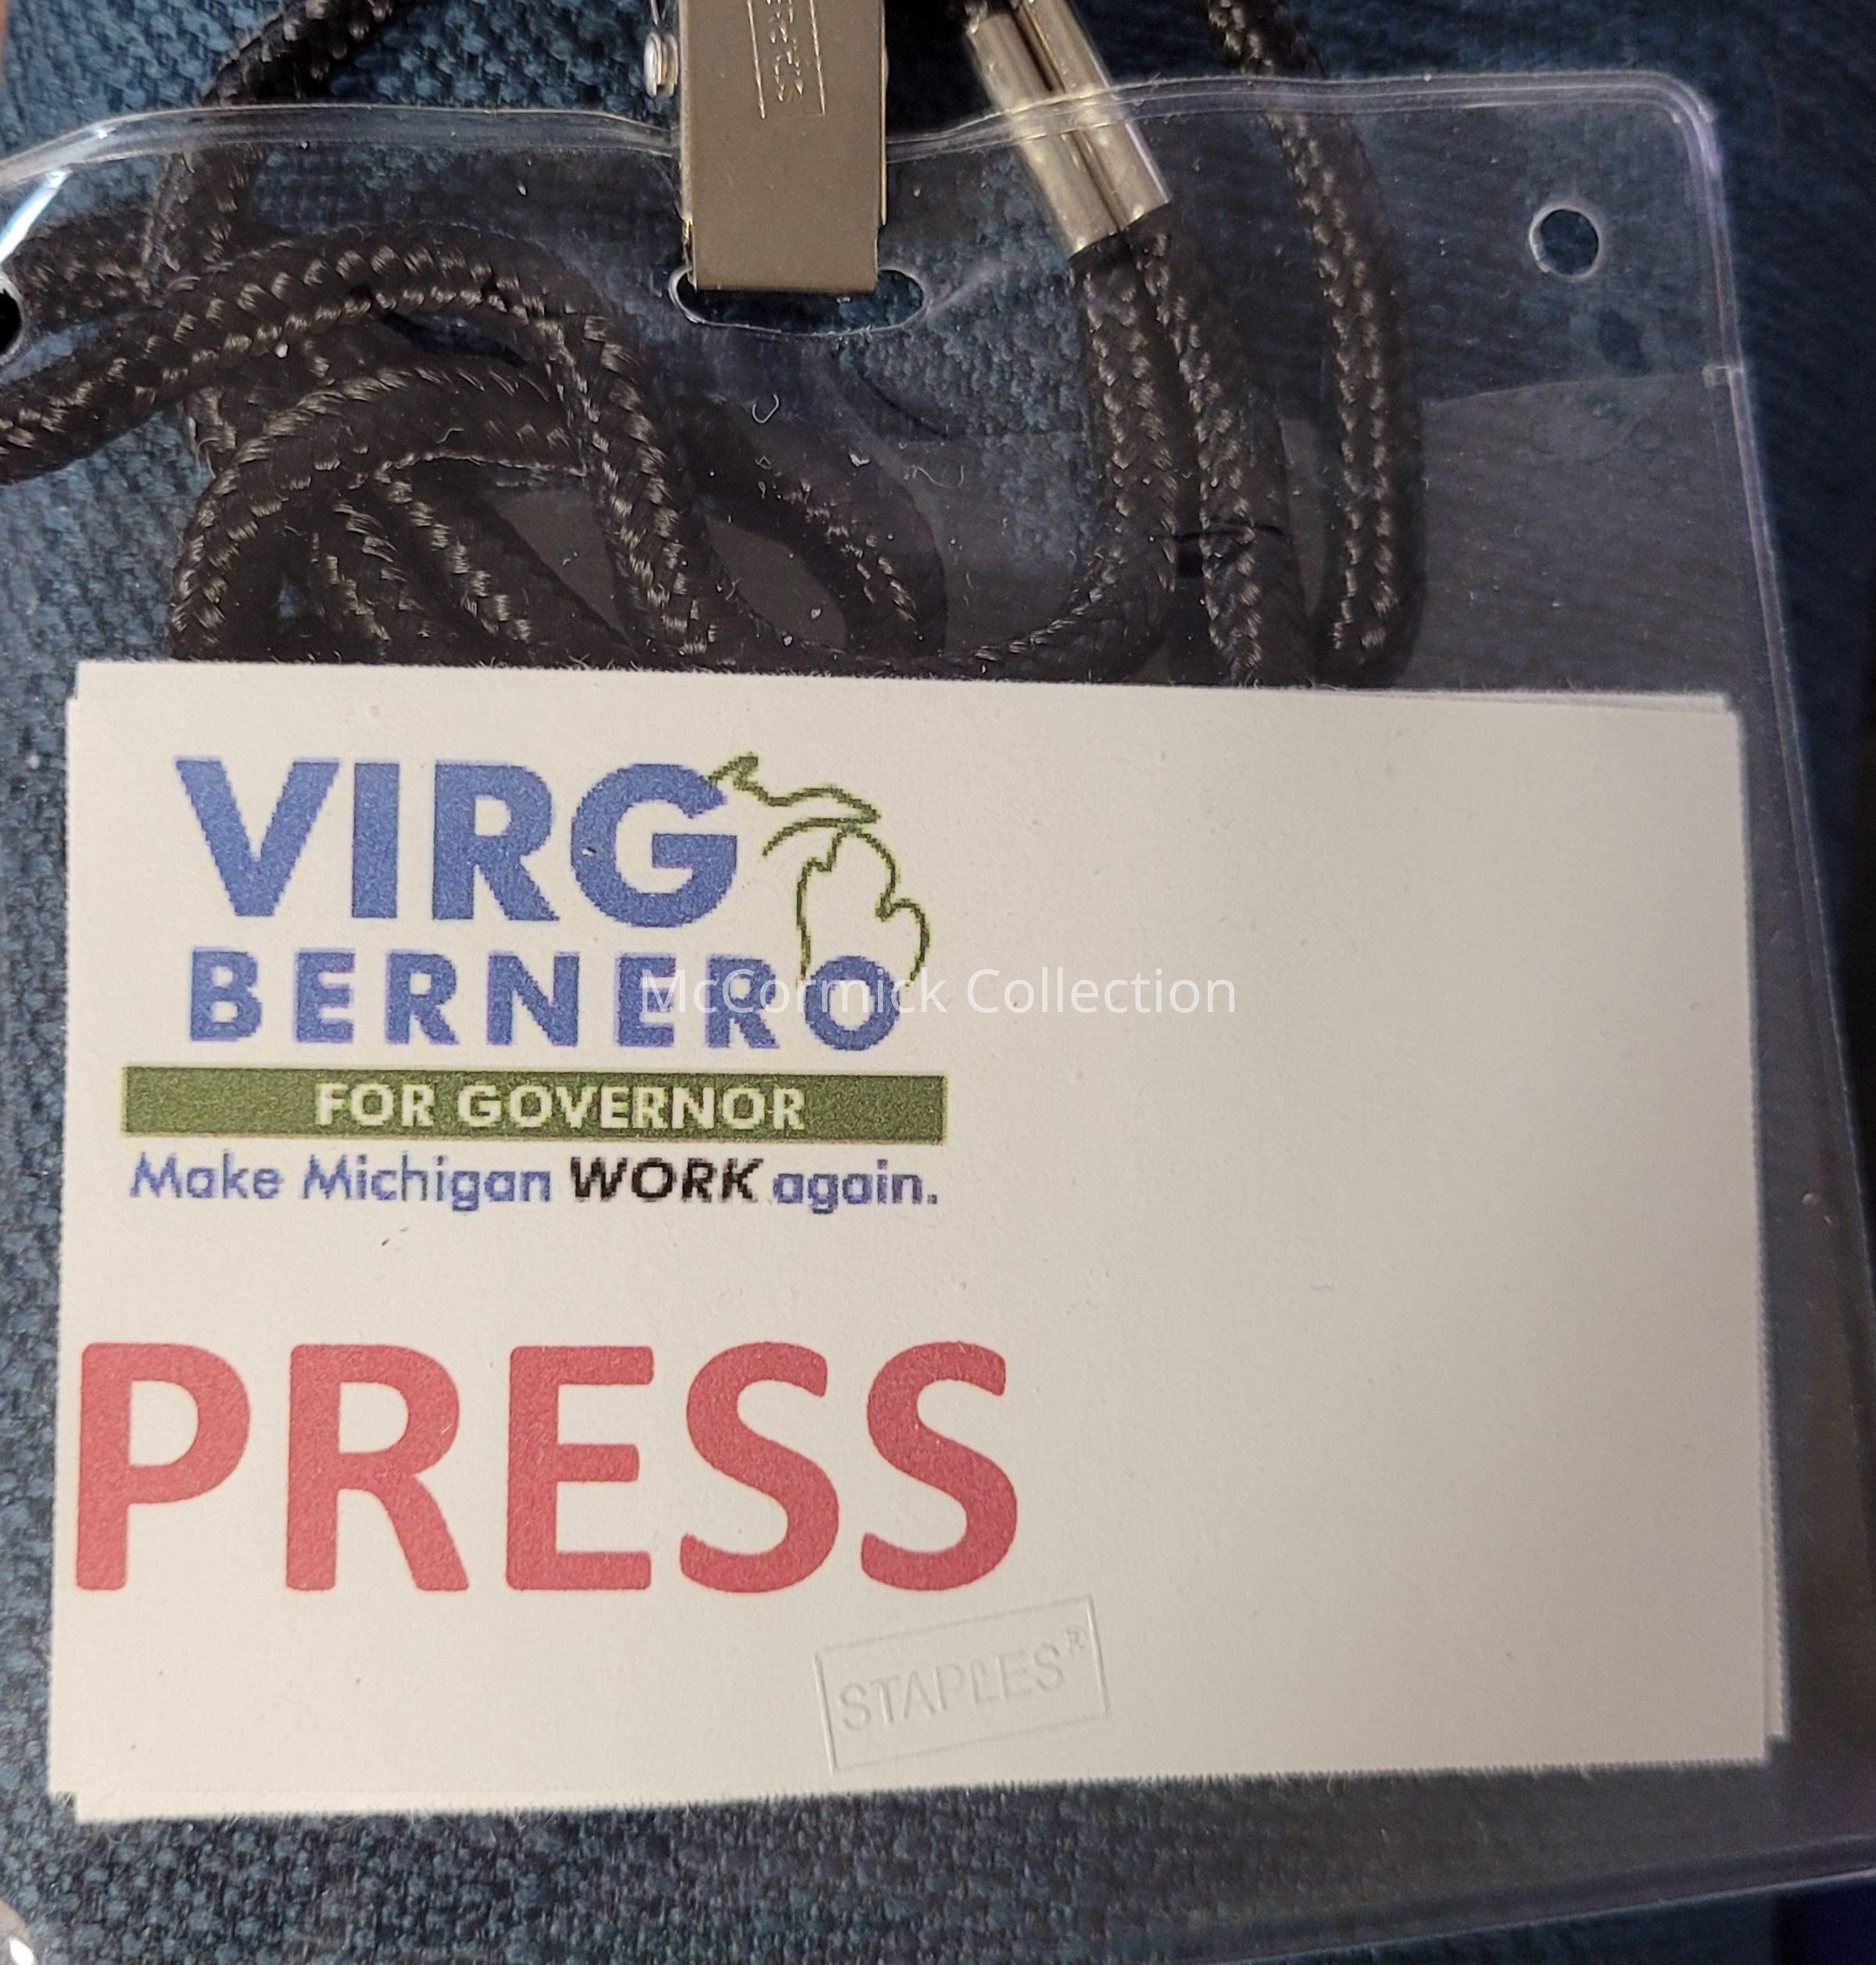 VIRG
BERNERO
FOR GOVERNOR
Make Michigan WORK again.
McCormick Collection
PRESS
STAPLES®